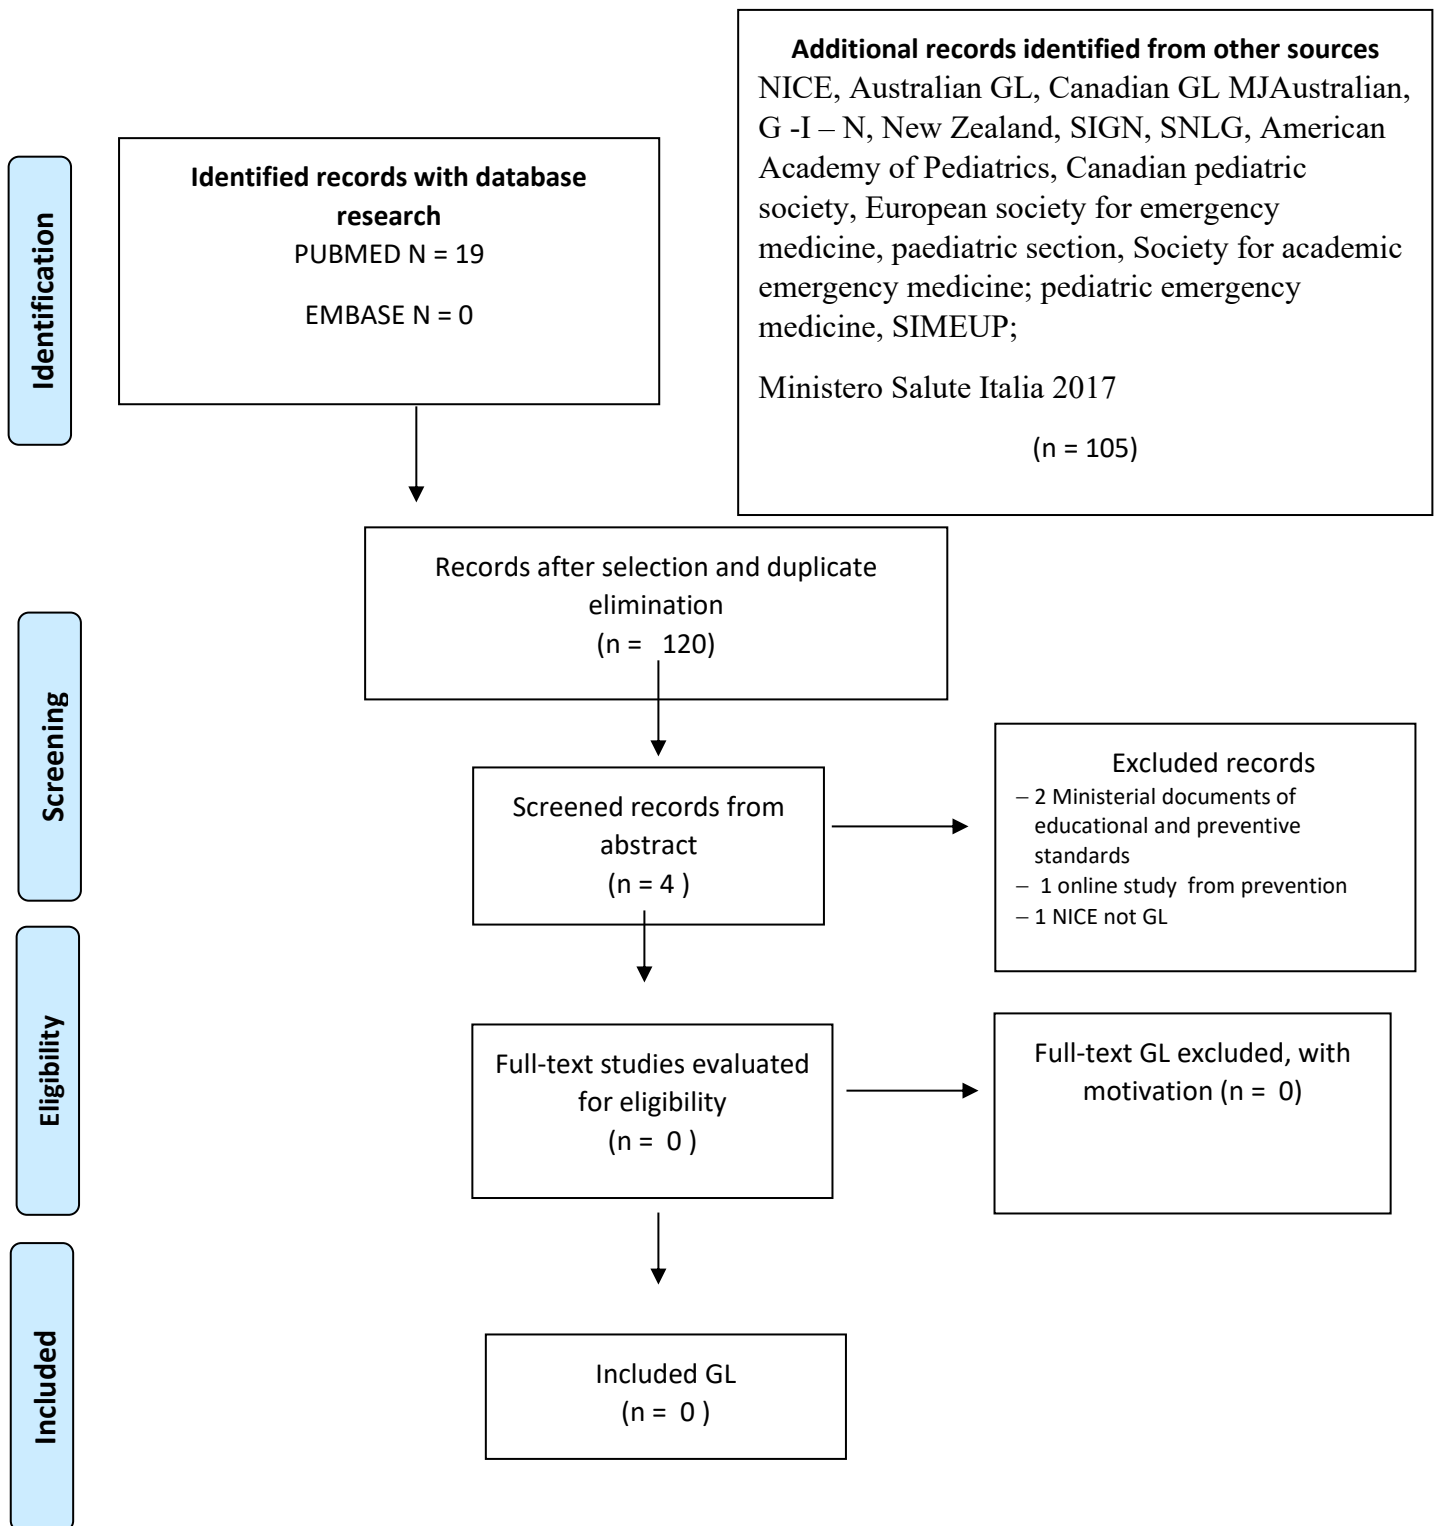 Identification
Identified records with database
research
PUBMED N = 19
EMBASE N = 0
Additional records identified from other sources
NICE, Australian GL, Canadian GL MJAustralian,
G -I – N, New Zealand, SIGN, SNLG, American
Academy of Pediatrics, Canadian pediatric
society, European society for emergency
medicine, paediatric section, Society for academic
emergency medicine; pediatric emergency
medicine, SIMEUP;
Ministero Salute Italia 2017
(n = 105)
Records after selection and duplicate
elimination
(n = 120)
Screening
Screened records from
abstract
(n = 4 )
Excluded records
– 2 Ministerial documents of
educational and preventive
standards
– 1 online study from prevention
– 1 NICE not GL
Eligibility
Full-text studies evaluated
for eligibility
(n = 0 )
Full-text GL excluded, with
motivation (n = 0)
Included
Included GL
(n = 0 )